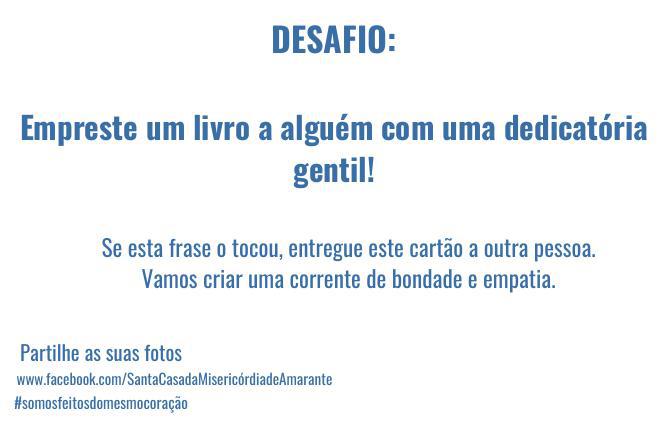 DESAFIO:
Empreste um livro a alguém com uma dedicatória
gentil!
Se esta frase o tocou, entregue este cartão a outra pessoa.
Vamos criar uma corrente de bondade e empatia.
Partilhe as suas fotos
www.facebook.com/SantaCasadaMisericórdiadeAmarante
#somosfeitosdomesmocoração